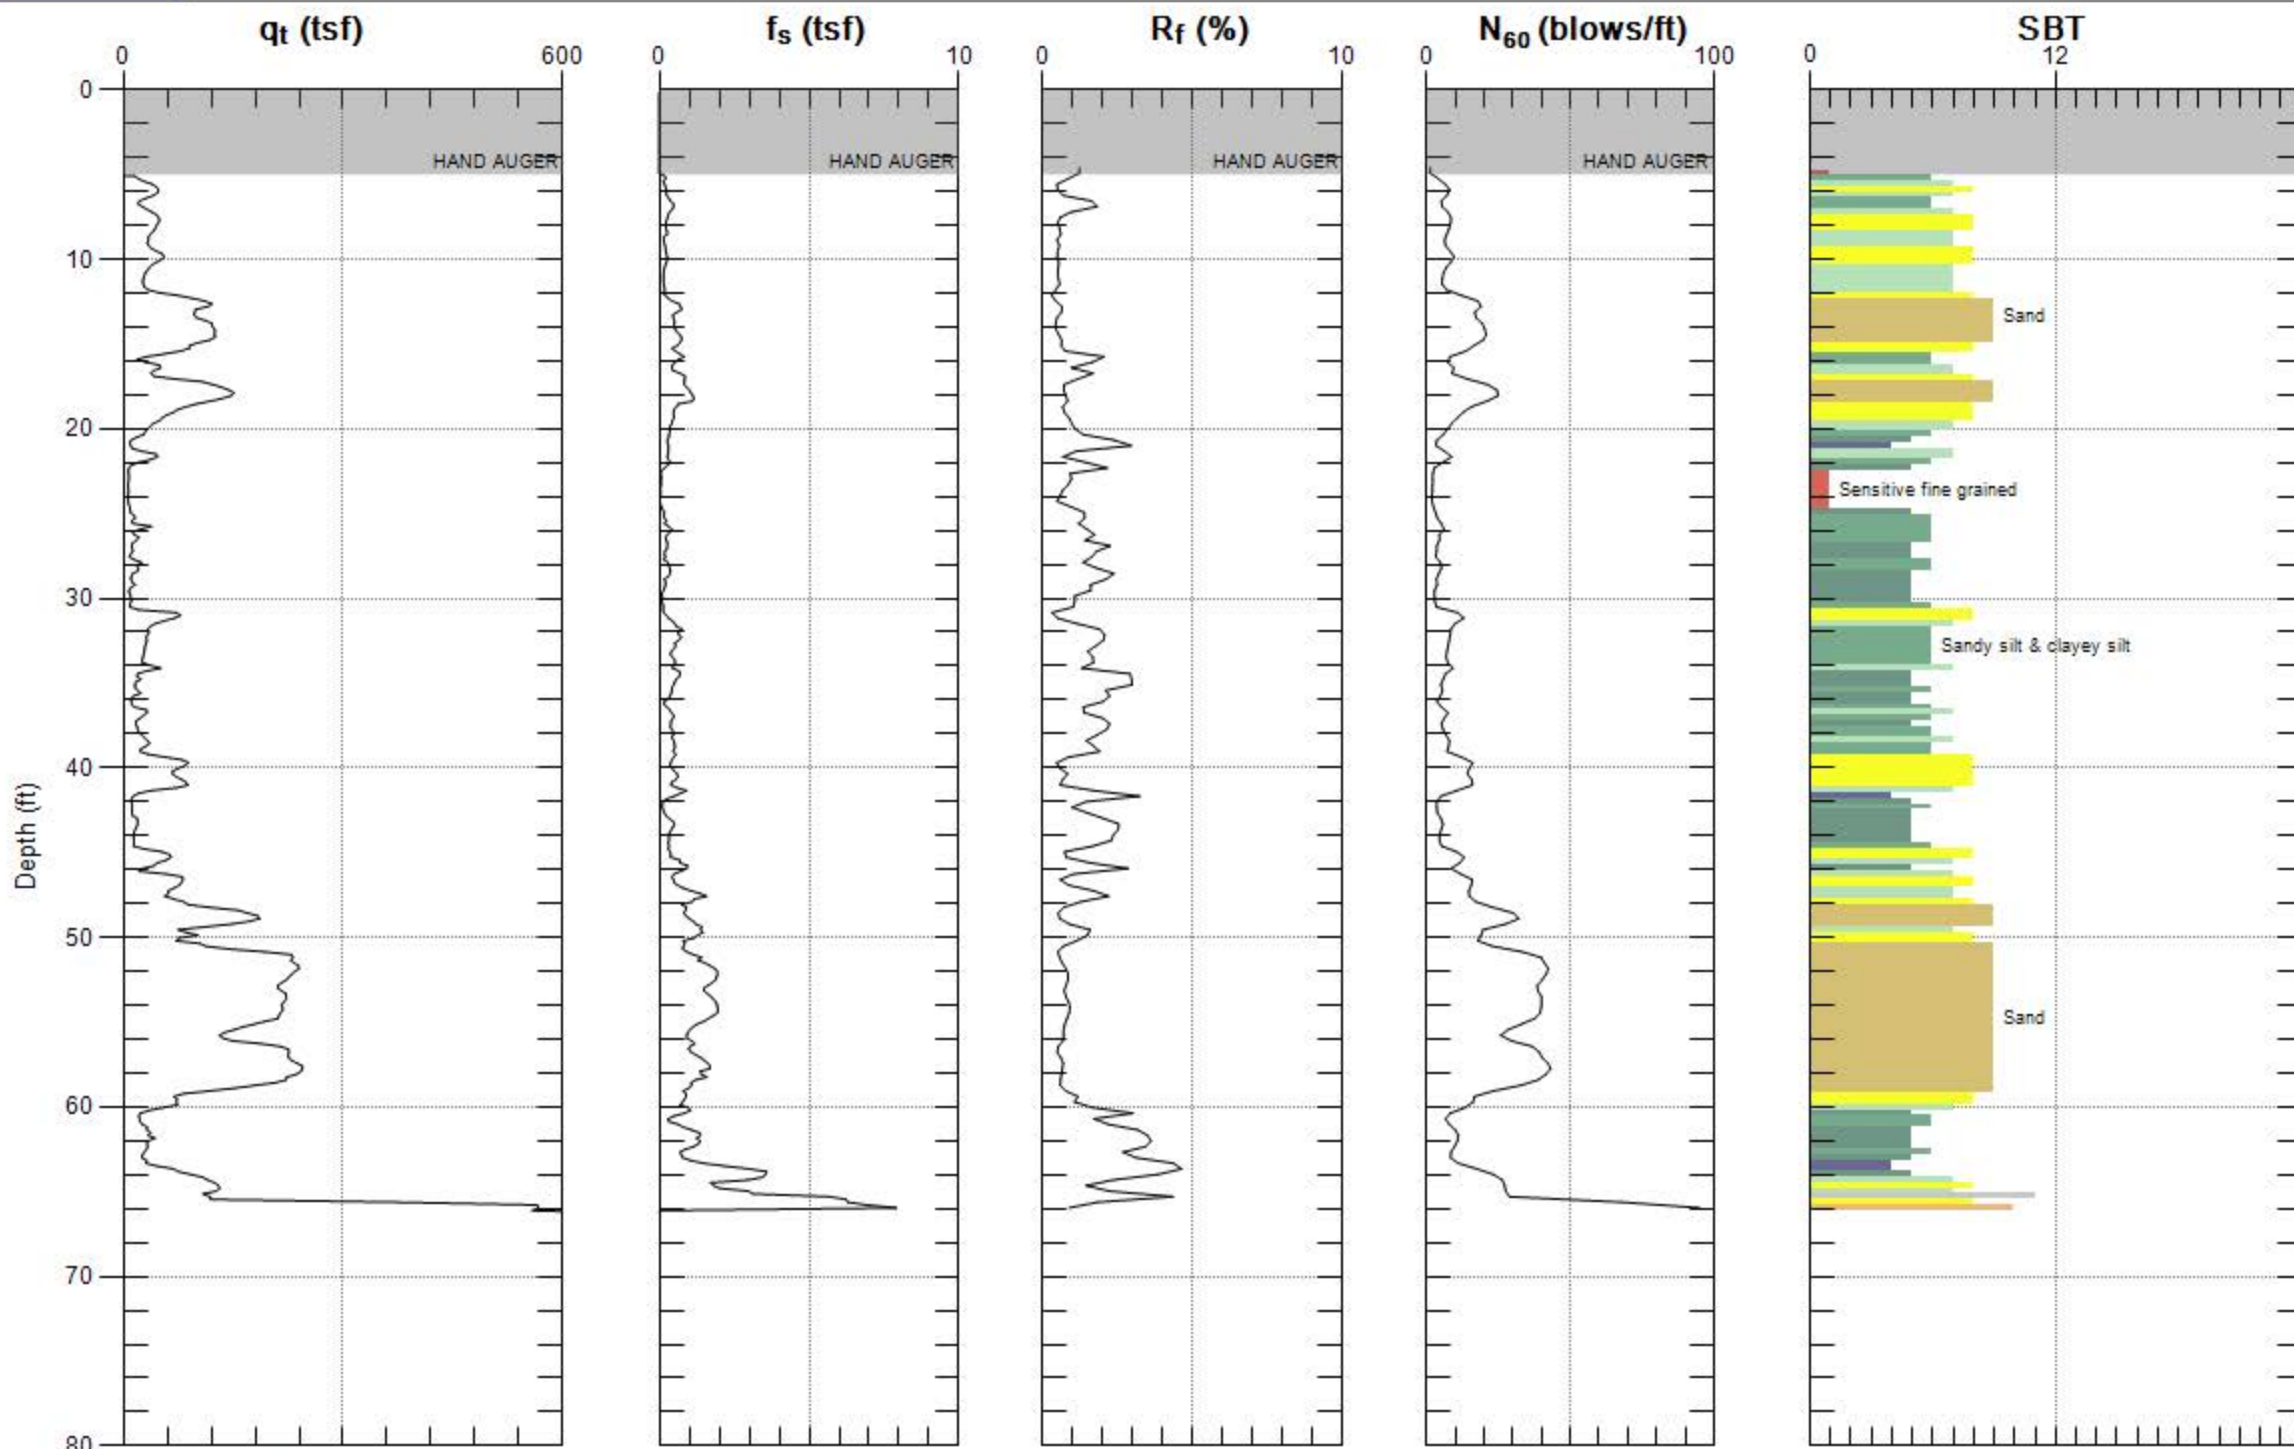 qt (tsf) fs (tsf) Rf (%) N60 (blows/ft) SBT
0 600 0 10 0 10 0 100 0 12
0
HAND AUGER HAND AUGER HAND AUGER HAND AUGER
10
Sand
20
Sensitive fine grained
30
Sandy silt & clayey silt
40
Depth (ft)
50
Sand
60
70
80